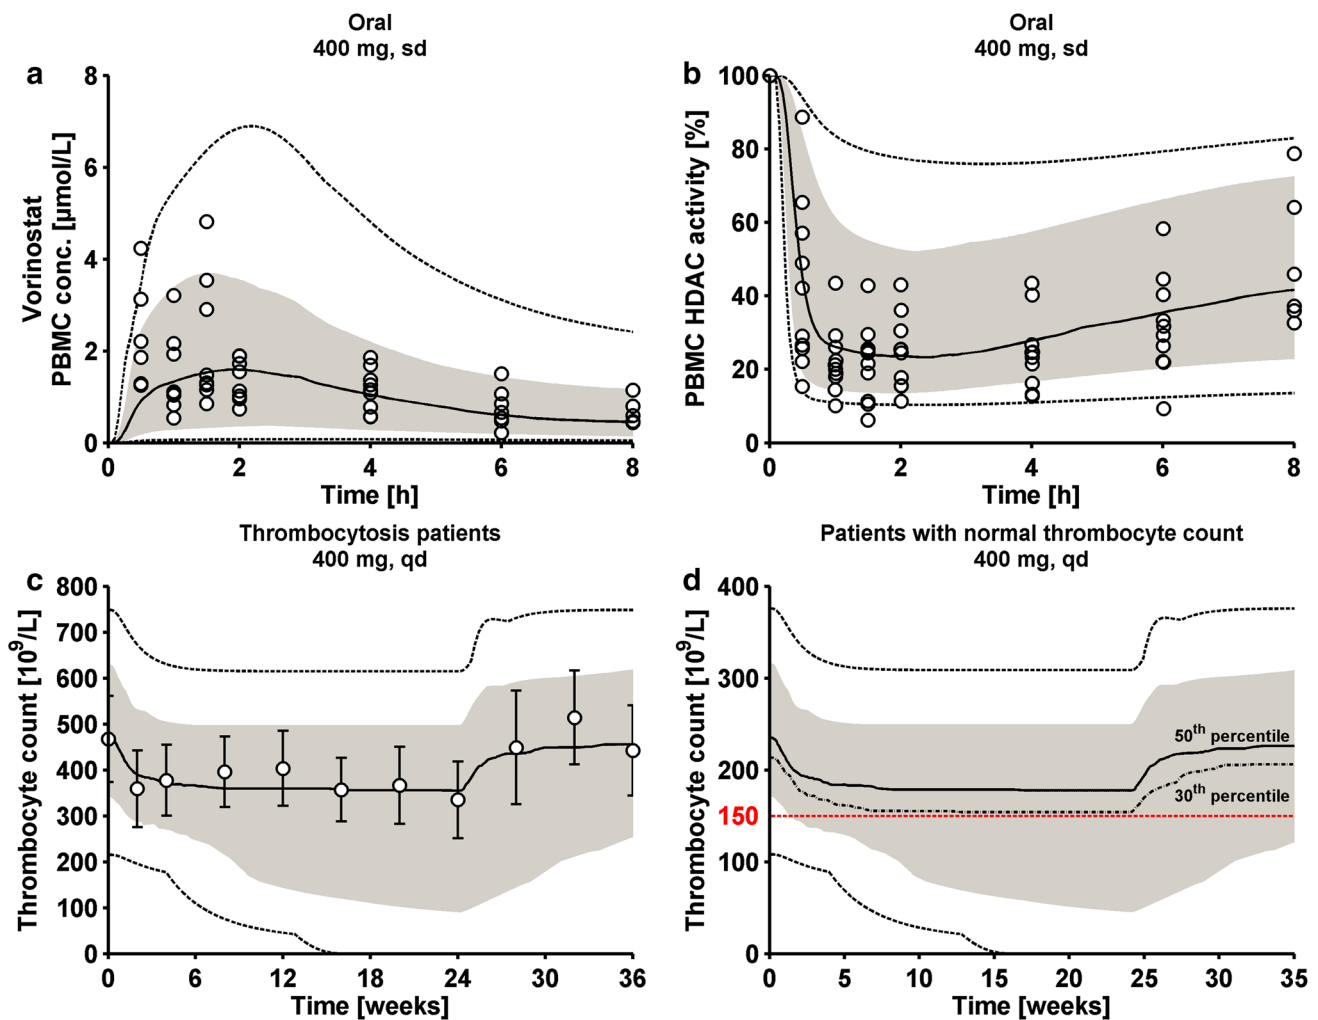 Oral
400 mg, sd
a
8
6
4
2
0
Vorinostat
PBMC conc. [µmol/L]
0 2 4 6 8
Time [h]
Oral
400 mg, sd
b
100
80
60
40
20
0
PBMC HDAC activity [%]
0 2 4 6 8
Time [h]
Thrombocytosis patients
400 mg, qd
c
800
700
600
500
400
300
200
100
0
Thrombocyte count [10⁹/L]
0 6 12 18 24 30 36
Time [weeks]
Patients with normal thrombocyte count
400 mg, qd
d
400
300
200
150
100
0
Thrombocyte count [10⁹/L]
50th percentile
30th percentile
0 5 10 15 20 25 30 35
Time [weeks]